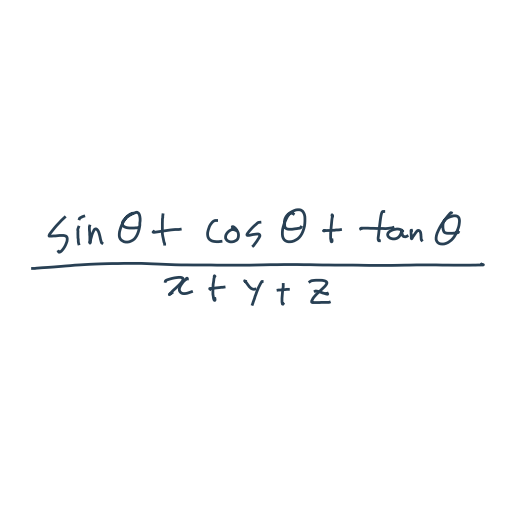 sin θ + cos θ + tan θ
x + y + z